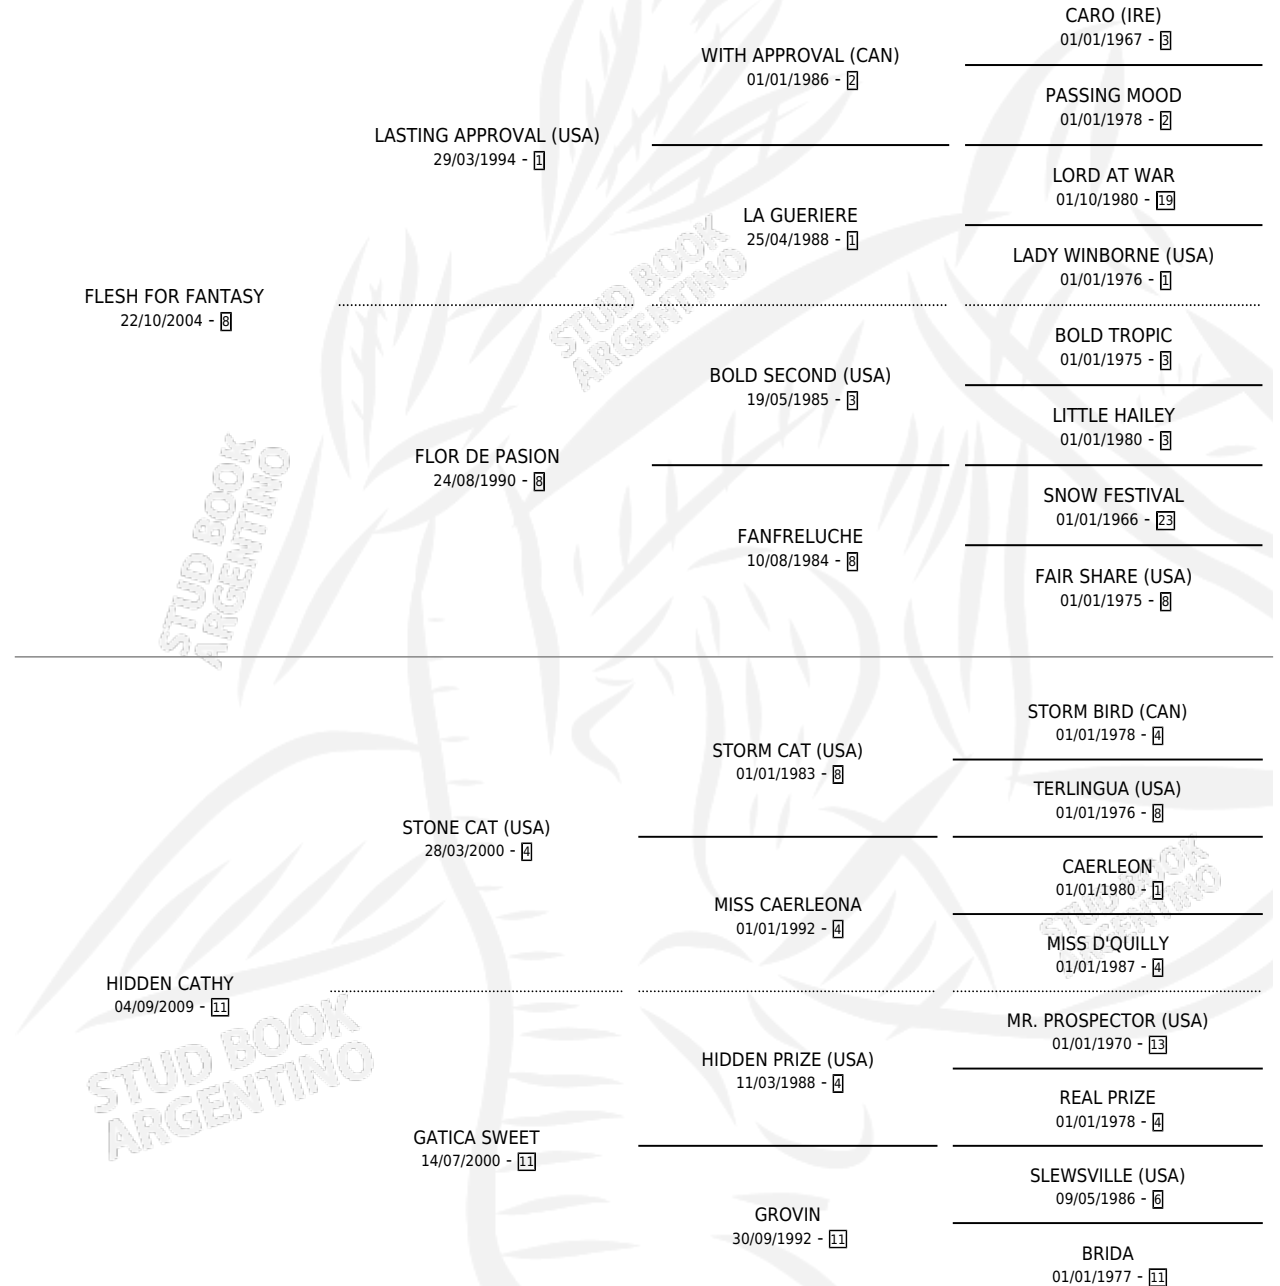 CARO (IRE)
01/01/1967 - 3
WITH APPROVAL (CAN)
01/01/1986 - 2
PASSING MOOD
01/01/1978 - 2
LASTING APPROVAL (USA)
29/03/1994 - 1
LORD AT WAR
01/10/1980 - 19
LA GUERIERE
25/04/1988 - 1
LADY WINBORNE (USA)
01/01/1976 - 1
FLESH FOR FANTASY
22/10/2004 - 8
STUD BOOK
ARGENTINO
BOLD TROPIC
01/01/1975 - 3
BOLD SECOND (USA)
19/05/1985 - 3
LITTLE HAILEY
01/01/1980 - 3
FLOR DE PASION
24/08/1990 - 8
SNOW FESTIVAL
01/01/1966 - 23
FANFRELUCHE
10/08/1984 - 8
FAIR SHARE (USA)
01/01/1975 - 8
STUD BOOK
ARGENTINO
STORM BIRD (CAN)
01/01/1978 - 4
STORM CAT (USA)
01/01/1983 - 8
TERLINGUA (USA)
01/01/1976 - 8
STONE CAT (USA)
28/03/2000 - 4
CAERLEON
01/01/1980 - 1
MISS CAERLEONA
01/01/1992 - 4
MISS D'QUILLY
01/01/1987 - 4
STUD BOOK
ARGENTINO
HIDDEN CATHY
04/09/2009 - 11
MR. PROSPECTOR (USA)
01/01/1970 - 13
HIDDEN PRIZE (USA)
11/03/1988 - 4
REAL PRIZE
01/01/1978 - 4
STUD BOOK
ARGENTINO
GATICA SWEET
14/07/2000 - 11
SLEWSVILLE (USA)
09/05/1986 - 6
GROVIN
30/09/1992 - 11
BRIDA
01/01/1977 - 11